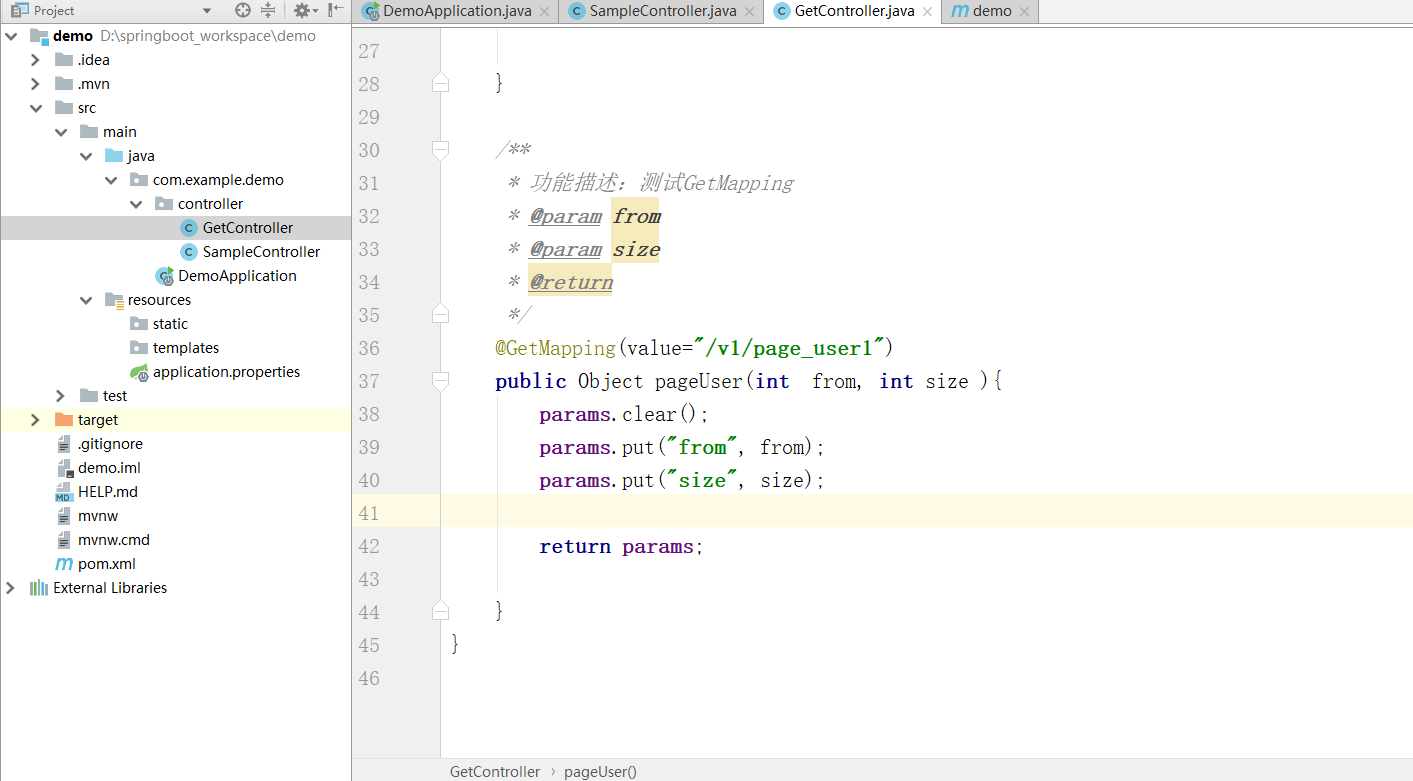 Project
demo D:\springboot_workspace\demo
.idea
.mvn
src
main
java
com.example.demo
controller
GetController
SampleController
DemoApplication
resources
static
templates
application.properties
test
target
.gitignore
demo.iml
HELP.md
mvnw
mvnw.cmd
pom.xml
External Libraries
DemoApplication.java SampleController.java GetController.java demo
27
28 }
29
30 /**
31 * 功能描述：测试GetMapping
32 * @param from
33 * @param size
34 * @return
35 */
36 @GetMapping(value="/v1/page_user1")
37 public Object pageUser(int  from, int size ){
38 params.clear();
39 params.put("from", from);
40 params.put("size", size);
41
42 return params;
43
44 }
45 }
46
GetController › pageUser()